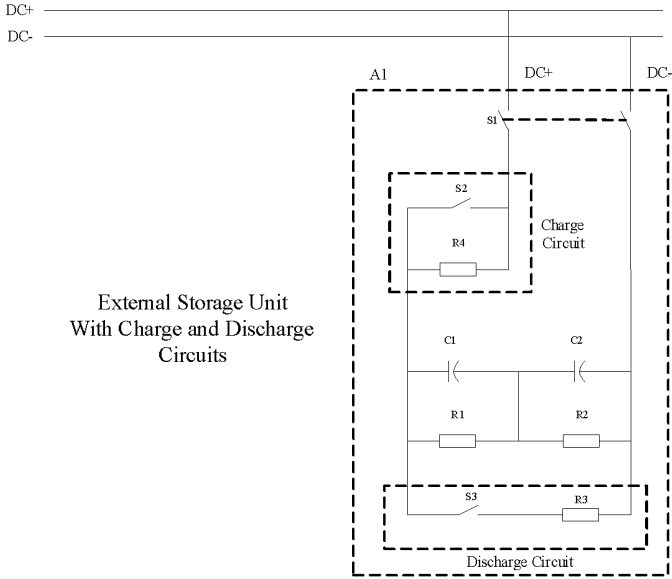 DC+
DC-
A1
DC+
DC-
S1
S2
R4
Charge
Circuit
External Storage Unit
With Charge and Discharge
Circuits
C1
C2
R1
R2
S3
R3
Discharge Circuit